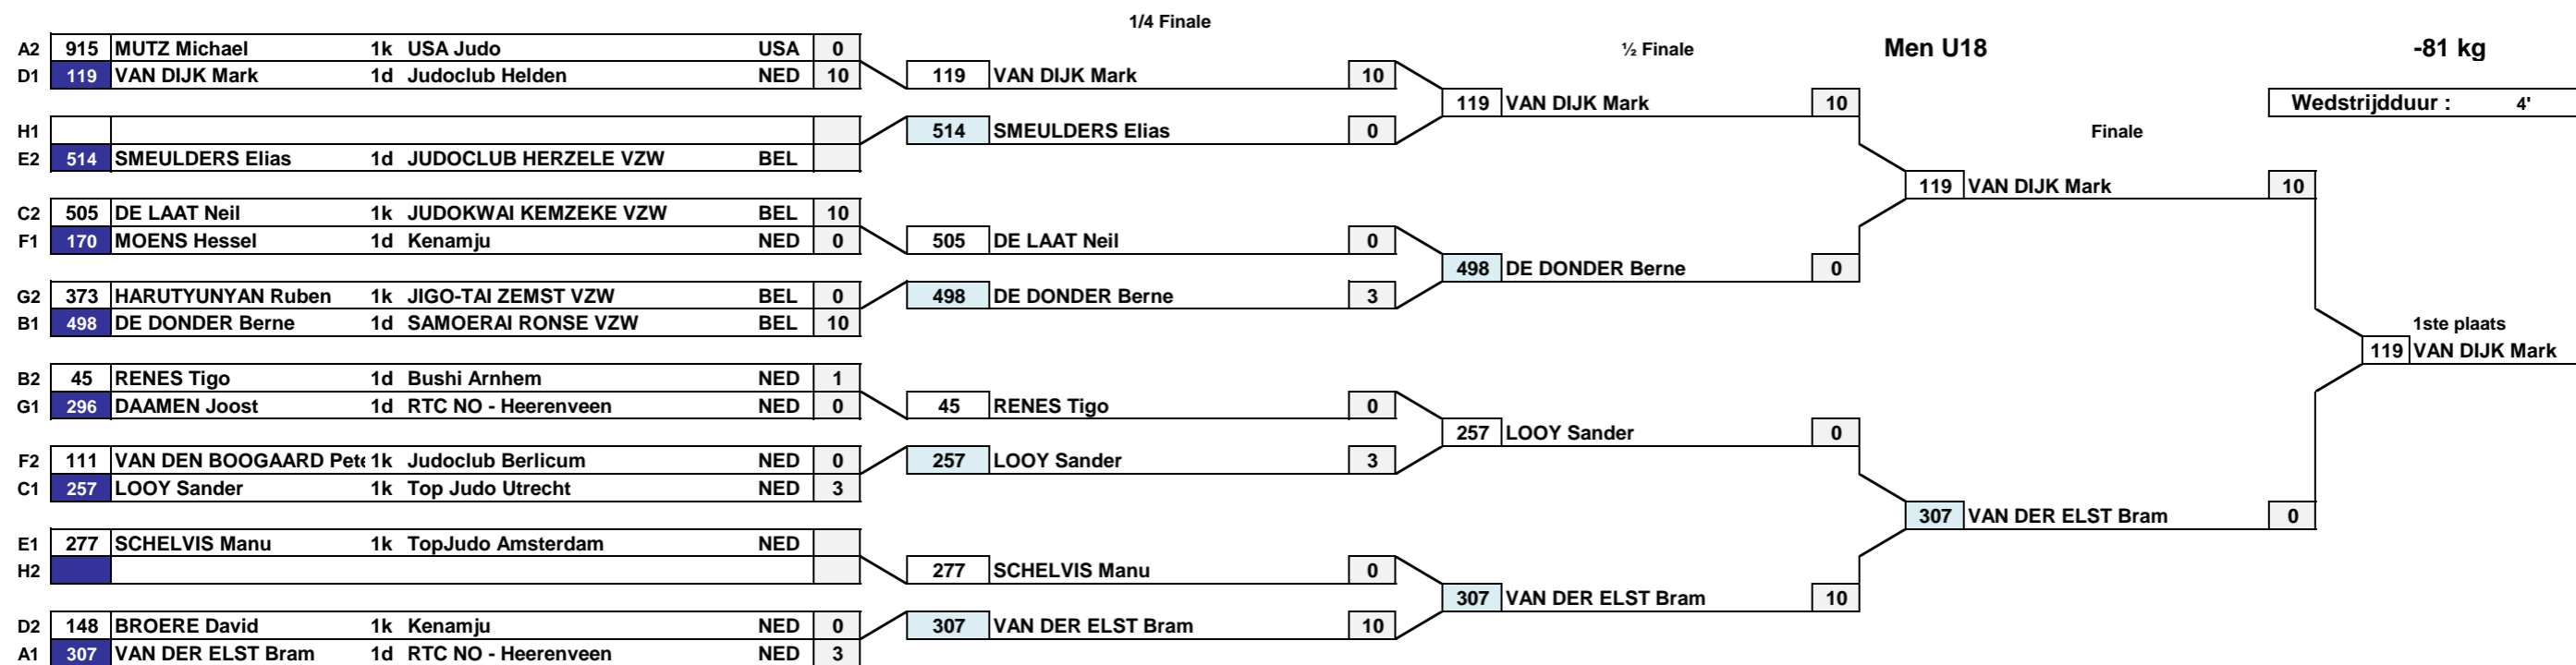 1/4 Finale
A2 915 MUTZ Michael 1k USA Judo USA 0 ½ Finale Men U18 -81 kg
D1 119 VAN DIJK Mark 1d Judoclub Helden NED 10 119 VAN DIJK Mark 10
119 VAN DIJK Mark 10 Wedstrijdduur : 4'
H1 514 SMEULDERS Elias 0 Finale
E2 514 SMEULDERS Elias 1d JUDOCLUB HERZELE VZW BEL
119 VAN DIJK Mark 10
C2 505 DE LAAT Neil 1k JUDOKWAI KEMZEKE VZW BEL 10
F1 170 MOENS Hessel 1d Kenamju NED 0 505 DE LAAT Neil 0
498 DE DONDER Berne 0
G2 373 HARUTYUNYAN Ruben 1k JIGO-TAI ZEMST VZW BEL 0 498 DE DONDER Berne 3
B1 498 DE DONDER Berne 1d SAMOERAI RONSE VZW BEL 10 1ste plaats
119 VAN DIJK Mark
B2 45 RENES Tigo 1d Bushi Arnhem NED 1
G1 296 DAAMEN Joost 1d RTC NO - Heerenveen NED 0 45 RENES Tigo 0
257 LOOY Sander 0
F2 111 VAN DEN BOOGAARD Pete 1k Judoclub Berlicum NED 0 257 LOOY Sander 3
C1 257 LOOY Sander 1k Top Judo Utrecht NED 3
307 VAN DER ELST Bram 0
E1 277 SCHELVIS Manu 1k TopJudo Amsterdam NED
H2 277 SCHELVIS Manu 0
307 VAN DER ELST Bram 10
D2 148 BROERE David 1k Kenamju NED 0 307 VAN DER ELST Bram 10
A1 307 VAN DER ELST Bram 1d RTC NO - Heerenveen NED 3